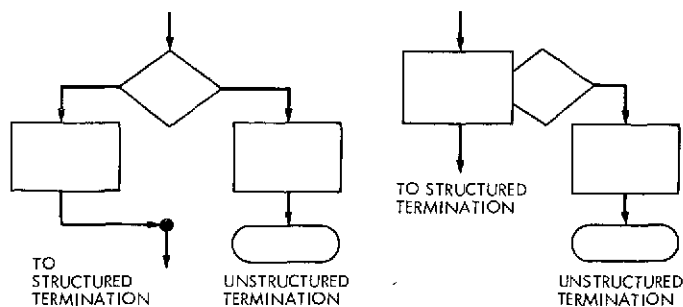 TO STRUCTURED
TERMINATION
TO
STRUCTURED
TERMINATION
UNSTRUCTURED
TERMINATION
UNSTRUCTURED
TERMINATION